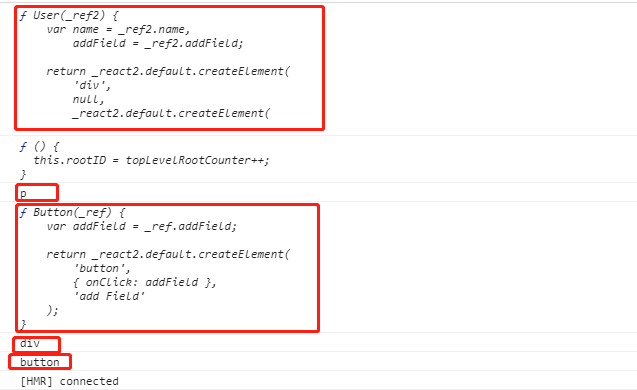 ƒ User(_ref2) {
    var name = _ref2.name,
        addField = _ref2.addField;
    return _react2.default.createElement(
        'div',
        null,
        _react2.default.createElement(
ƒ () {
  this.rootID = topLevelRootCounter++;
}
p
ƒ Button(_ref) {
    var addField = _ref.addField;
    return _react2.default.createElement(
        'button',
        { onClick: addField },
        'add Field'
    );
}
div
button
[HMR] connected